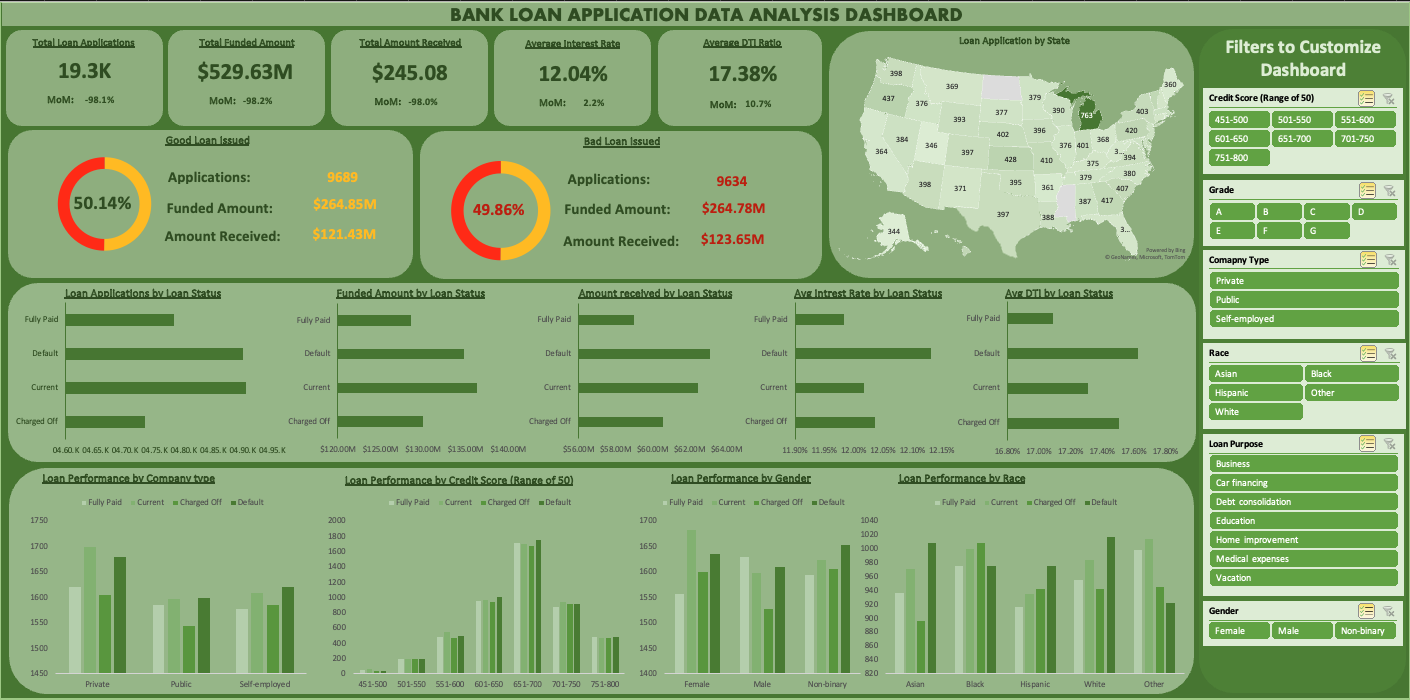 BANK LOAN APPLICATION DATA ANALYSIS DASHBOARD
Total Loan Applications
19.3K
MoM: -98.1%
Total Funded Amount
$529.63M
MoM: -98.2%
Total Amount Received
$245.08
MoM: -98.0%
Average Interest Rate
12.04%
MoM: 2.2%
Average DTI Ratio
17.38%
MoM: 10.7%
Good Loan Issued
50.14%
Applications: 9689
Funded Amount: $264.85M
Amount Received: $121.43M
Bad Loan Issued
49.86%
Applications: 9634
Funded Amount: $264.78M
Amount Received: $123.65M
Loan Application by State
398
369
379
360
437
376
377
390
763
403
393
402
396
420
384
346
376
401
368
364
397
428
410
375
3...
394
398
371
395
361
379
380
407
397
388
387
417
344
3...
Powered by Bing
© GeoNames, Microsoft, TomTom
Loan Applications by Loan Status
Fully Paid
Default
Current
Charged Off
04.60.K 04.65.K 04.70.K 04.75.K 04.80.K 04.85.K 04.90.K 04.95.K
Funded Amount by Loan Status
Fully Paid
Default
Current
Charged Off
$120.00M $125.00M $130.00M $135.00M $140.00M
Amount received by Loan Status
Fully Paid
Default
Current
Charged Off
$56.00M $58.00M $60.00M $62.00M $64.00M
Avg Intrest Rate by Loan Status
Fully Paid
Default
Current
Charged Off
11.90% 11.95% 12.00% 12.05% 12.10% 12.15%
Avg DTI by Loan Status
Fully Paid
Default
Current
Charged Off
16.80% 17.00% 17.20% 17.40% 17.60% 17.80%
Loan Performance by Company type
Fully Paid Current Charged Off Default
1750
1700
1650
1600
1550
1500
1450
Private Public Self-employed
Loan Performance by Credit Score (Range of 50)
Fully Paid Current Charged Off Default
2000
1800
1600
1400
1200
1000
800
600
400
200
0
451-500 501-550 551-600 601-650 651-700 701-750 751-800
Loan Performance by Gender
Fully Paid Current Charged Off Default
1700
1650
1600
1550
1500
1450
1400
Female Male Non-binary
Loan Performance by Race
Fully Paid Current Charged Off Default
1040
1020
1000
980
960
940
920
900
880
860
840
820
Asian Black Hispanic White Other
Filters to Customize
Dashboard
Credit Score (Range of 50)
451-500 501-550 551-600
601-650 651-700 701-750
751-800
Grade
A B C D
E F G
Comapny Type
Private
Public
Self-employed
Race
Asian Black
Hispanic Other
White
Loan Purpose
Business
Car financing
Debt consolidation
Education
Home improvement
Medical expenses
Vacation
Gender
Female Male Non-binary